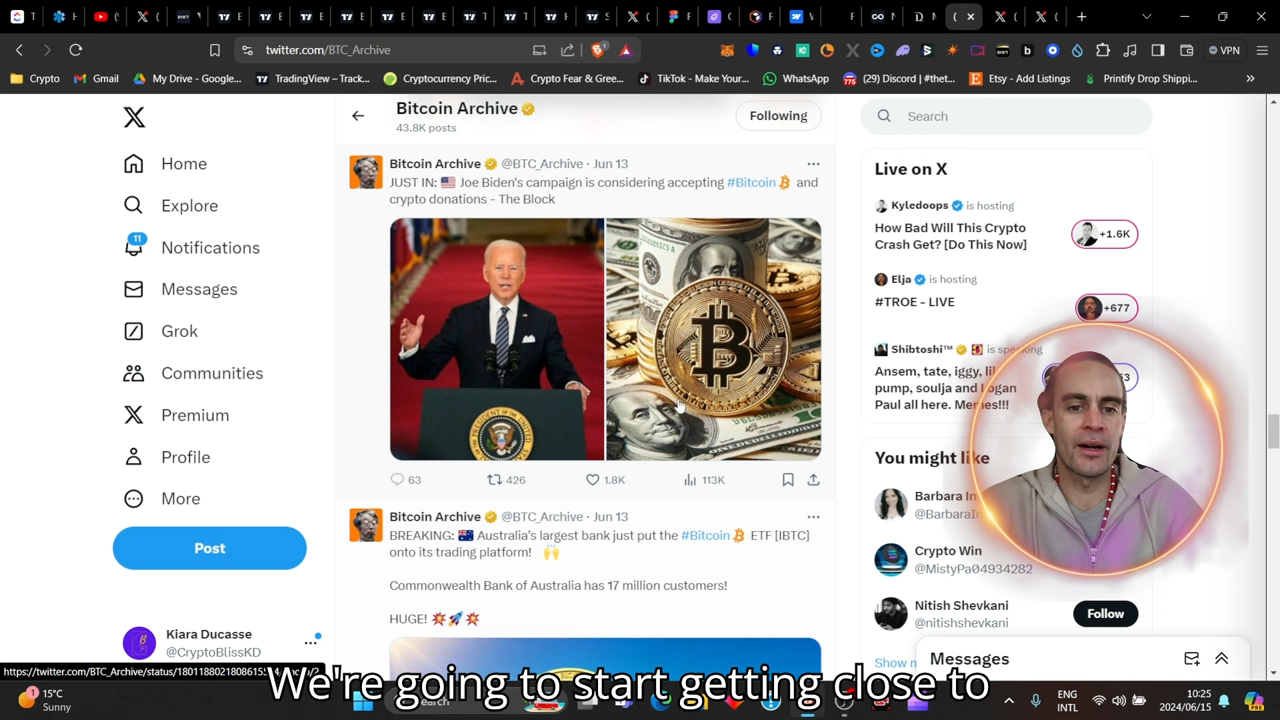 twitter.com/BTC_Archive
VPN
Crypto
Gmail
My Drive - Google...
TradingView – Track...
Cryptocurrency Pric...
Crypto Fear & Gree...
TikTok - Make Your...
WhatsApp
(29) Discord | #thet...
Etsy - Add Listings
Printify Drop Shippi...
Bitcoin Archive
43.8K posts
Following
Search
Home
Explore
11
Notifications
Messages
Grok
Communities
Premium
Profile
More
Post
Kiara Ducasse
@CryptoBlissKD
Bitcoin Archive @BTC_Archive · Jun 13
JUST IN: Joe Biden's campaign is considering accepting #Bitcoin and
crypto donations - The Block
63
426
1.8K
113K
Bitcoin Archive @BTC_Archive · Jun 13
BREAKING: Australia's largest bank just put the #Bitcoin ETF [IBTC]
onto its trading platform!
Commonwealth Bank of Australia has 17 million customers!
HUGE!
Live on X
Kyledoops is hosting
How Bad Will This Crypto
Crash Get? [Do This Now]
+1.6K
Elja is hosting
#TROE - LIVE
+677
Shibtoshi™ is speaking
Ansem, tate, iggy, lil
pump, soulja and Logan
Paul all here. Memes!!!
You might like
Barbara
@BarbaraIn
Crypto Win
@MistyPa04934282
Nitish Shevkani
@nitishshevkani
Follow
Show
Messages
We're going to start getting close to
15°C
Sunny
ENG
INTL
10:25
2024/06/15